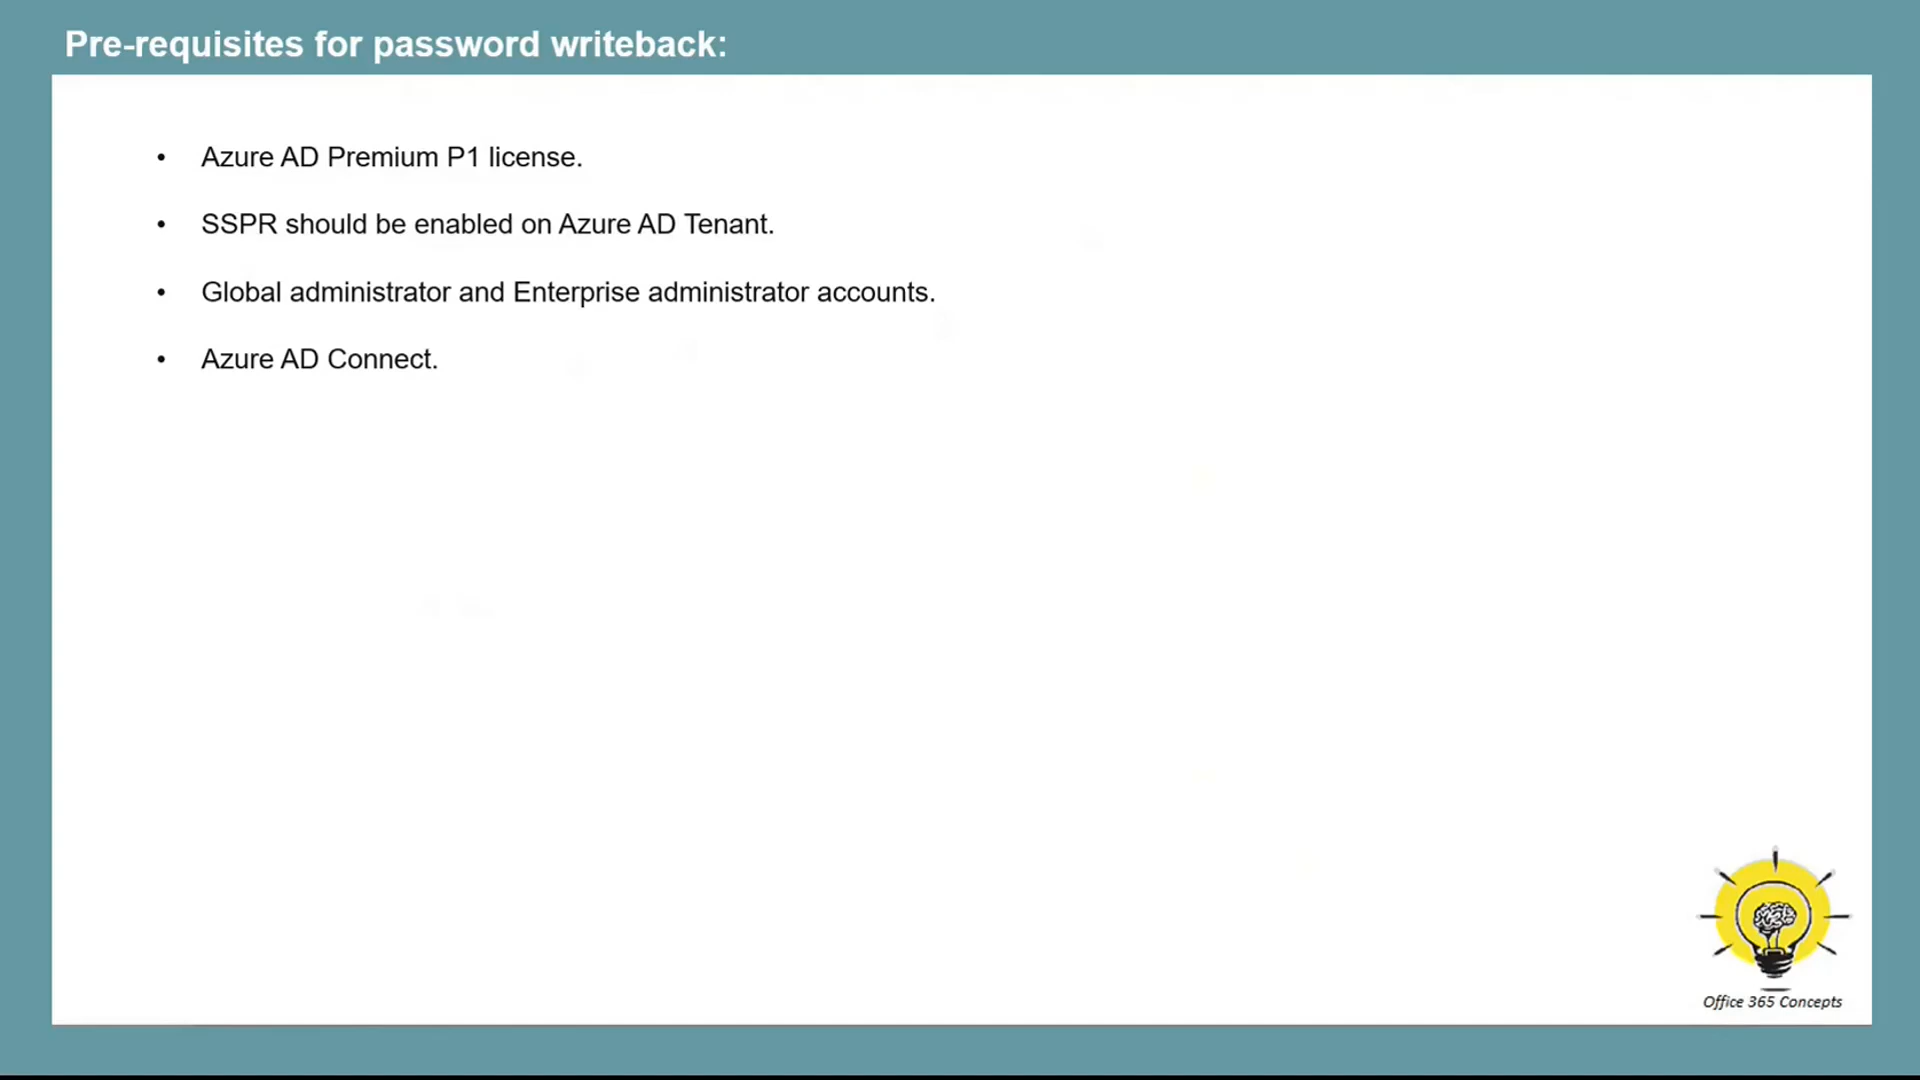 Pre-requisites for password writeback:
• Azure AD Premium P1 license.
• SSPR should be enabled on Azure AD Tenant.
• Global administrator and Enterprise administrator accounts.
• Azure AD Connect.
Office 365 Concepts